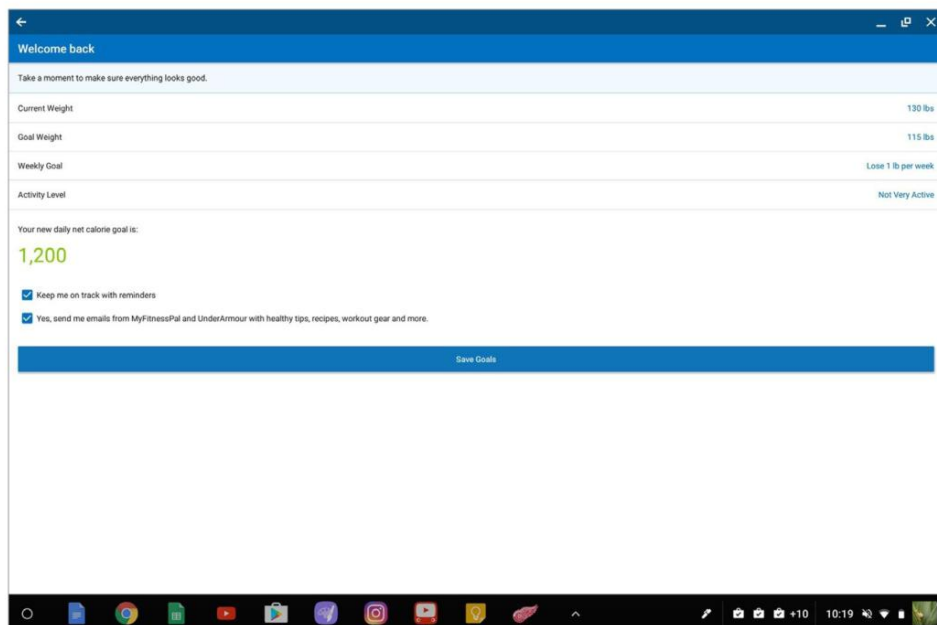 Welcome back
Take a moment to make sure everything looks good.
Current Weight 130 lbs
Goal Weight 115 lbs
Weekly Goal Lose 1 lb per week
Activity Level Not Very Active
Your new daily net calorie goal is:
1,200
Keep me on track with reminders
Yes, send me emails from MyFitnessPal and UnderArmour with healthy tips, recipes, workout gear and more.
Save Goals
+10 10:19